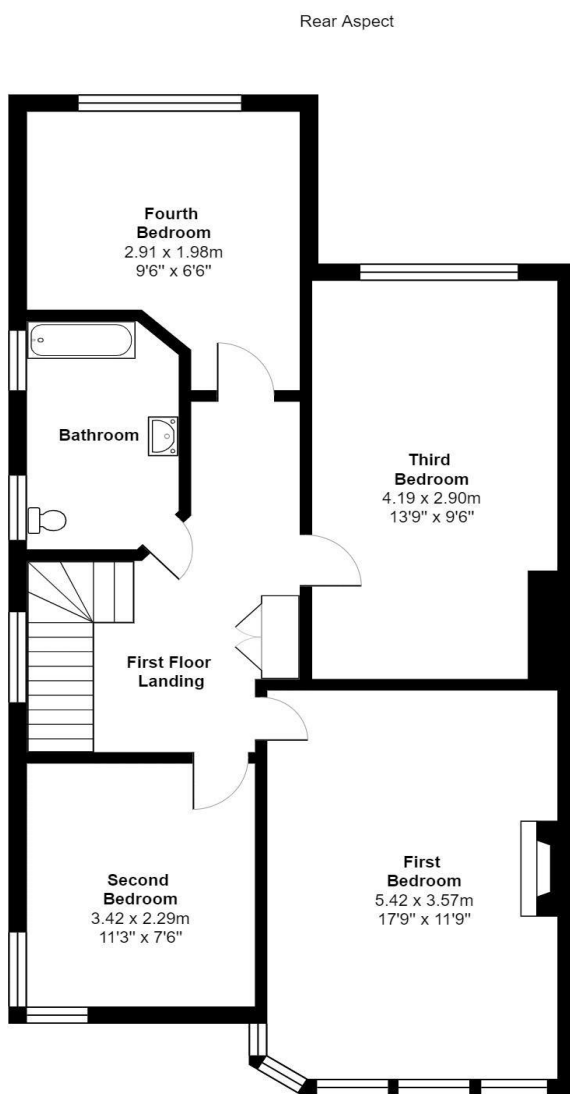 Rear Aspect
Fourth
Bedroom
2.91 x 1.98m
9'6" x 6'6"
Bathroom
Third
Bedroom
4.19 x 2.90m
13'9" x 9'6"
First Floor
Landing
Second
Bedroom
3.42 x 2.29m
11'3" x 7'6"
First
Bedroom
5.42 x 3.57m
17'9" x 11'9"